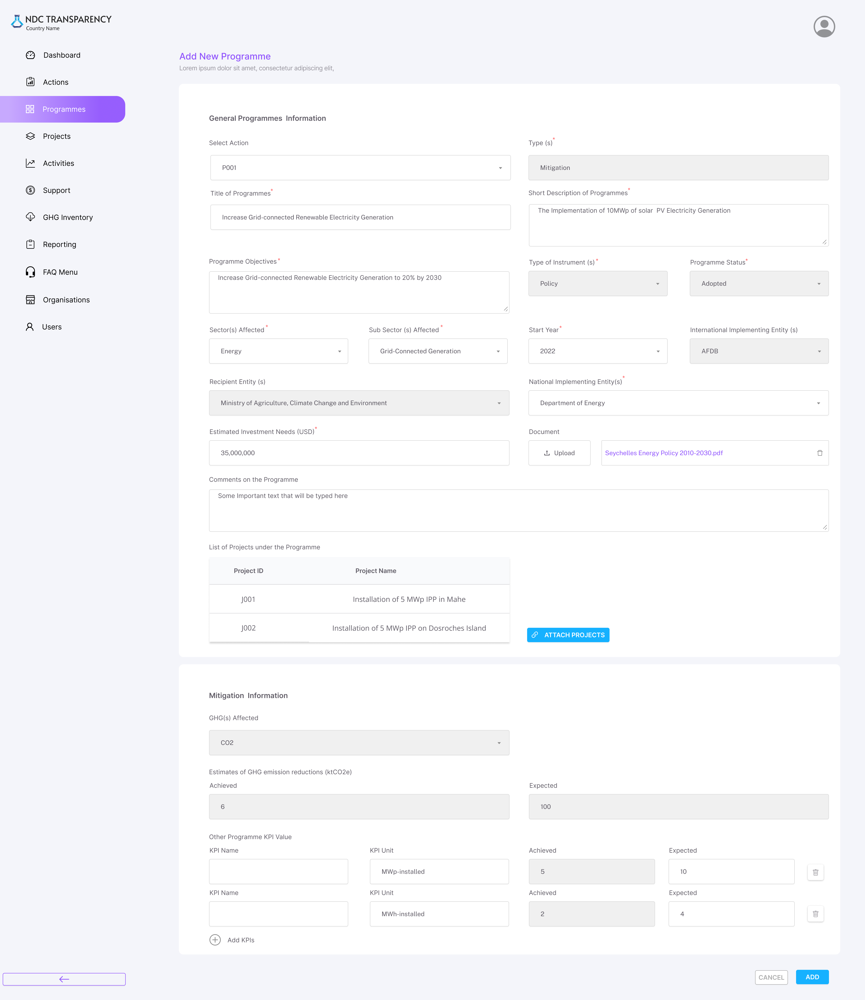 NDC TRANSPARENCY
Country Name
Dashboard
Actions
Programmes
Projects
Activities
Support
GHG Inventory
Reporting
FAQ Menu
Organisations
Users
Add New Programme
Lorem ipsum dolor sit amet, consectetur adipiscing elit,
General Programmes Information
Select Action
Type (s)*
P001
Mitigation
Title of Programmes*
Short Description of Programmes*
Increase Grid-connected Renewable Electricity Generation
The Implementation of 10MWp of solar PV Electricity Generation
Programme Objectives*
Type of Instrument (s)*
Programme Status*
Increase Grid-connected Renewable Electricity Generation to 20% by 2030
Policy
Adopted
Sector(s) Affected*
Sub Sector (s) Affected*
Start Year*
International Implementing Entity (s)
Energy
Grid-Connected Generation
2022
AFDB
Recipient Entity (s)
National Implementing Entity(s)*
Ministry of Agriculture, Climate Change and Environment
Department of Energy
Estimated Investment Needs (USD)*
Document
35,000,000
Upload
Seychelles Energy Policy 2010-2030.pdf
Comments on the Programme
Some Important text that will be typed here
List of Projects under the Programme
Project ID
Project Name
J001
Installation of 5 MWp IPP in Mahe
J002
Installation of 5 MWp IPP on Dosroches Island
ATTACH PROJECTS
Mitigation Information
GHG(s) Affected
CO2
Estimates of GHG emission reductions (ktCO2e)
Achieved
Expected
6
100
Other Programme KPI Value
KPI Name
KPI Unit
Achieved
Expected
MWp-installed
5
10
KPI Name
KPI Unit
Achieved
Expected
MWh-installed
2
4
Add KPIs
CANCEL
ADD